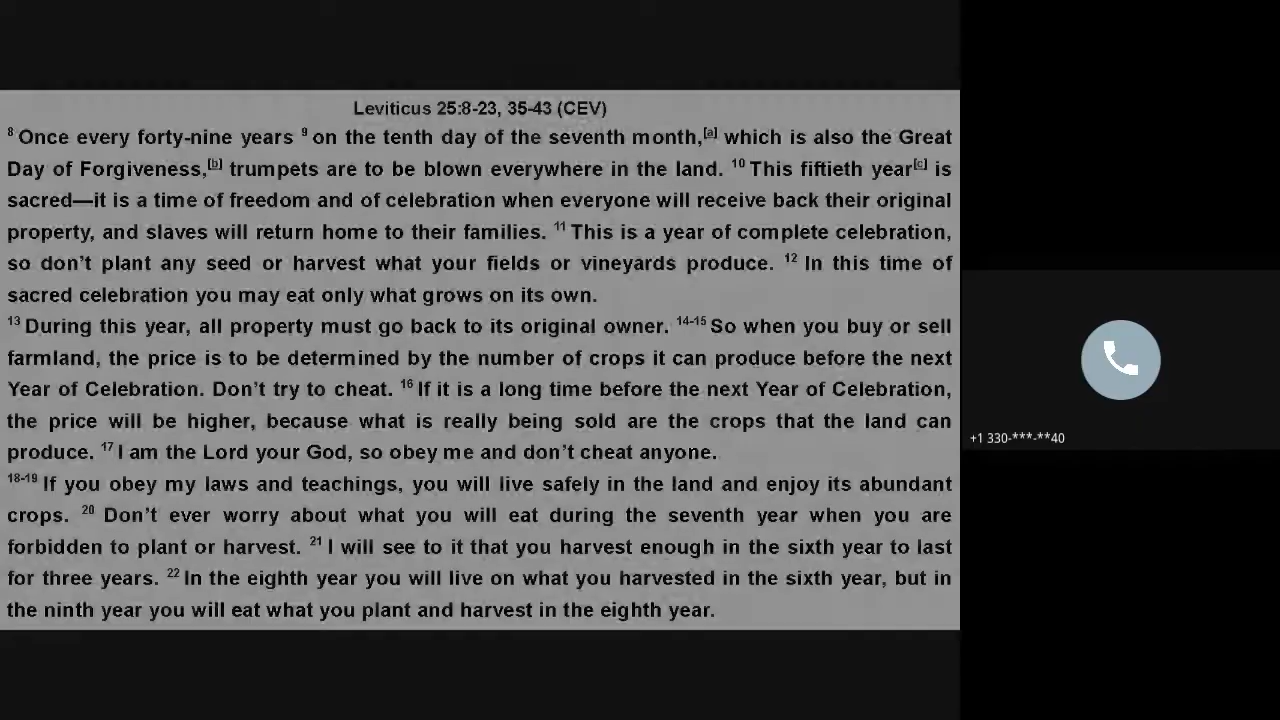 Leviticus 25:8-23, 35-43 (CEV)
8 Once every forty-nine years 9 on the tenth day of the seventh month,[a] which is also the Great
Day of Forgiveness,[b] trumpets are to be blown everywhere in the land. 10 This fiftieth year[c] is
sacred—it is a time of freedom and of celebration when everyone will receive back their original
property, and slaves will return home to their families. 11 This is a year of complete celebration,
so don’t plant any seed or harvest what your fields or vineyards produce. 12 In this time of
sacred celebration you may eat only what grows on its own.
13 During this year, all property must go back to its original owner. 14-15 So when you buy or sell
farmland, the price is to be determined by the number of crops it can produce before the next
Year of Celebration. Don’t try to cheat. 16 If it is a long time before the next Year of Celebration,
the price will be higher, because what is really being sold are the crops that the land can
produce. 17 I am the Lord your God, so obey me and don’t cheat anyone.
18-19 If you obey my laws and teachings, you will live safely in the land and enjoy its abundant
crops. 20 Don’t ever worry about what you will eat during the seventh year when you are
forbidden to plant or harvest. 21 I will see to it that you harvest enough in the sixth year to last
for three years. 22 In the eighth year you will live on what you harvested in the sixth year, but in
the ninth year you will eat what you plant and harvest in the eighth year.
+1 330-***-**40